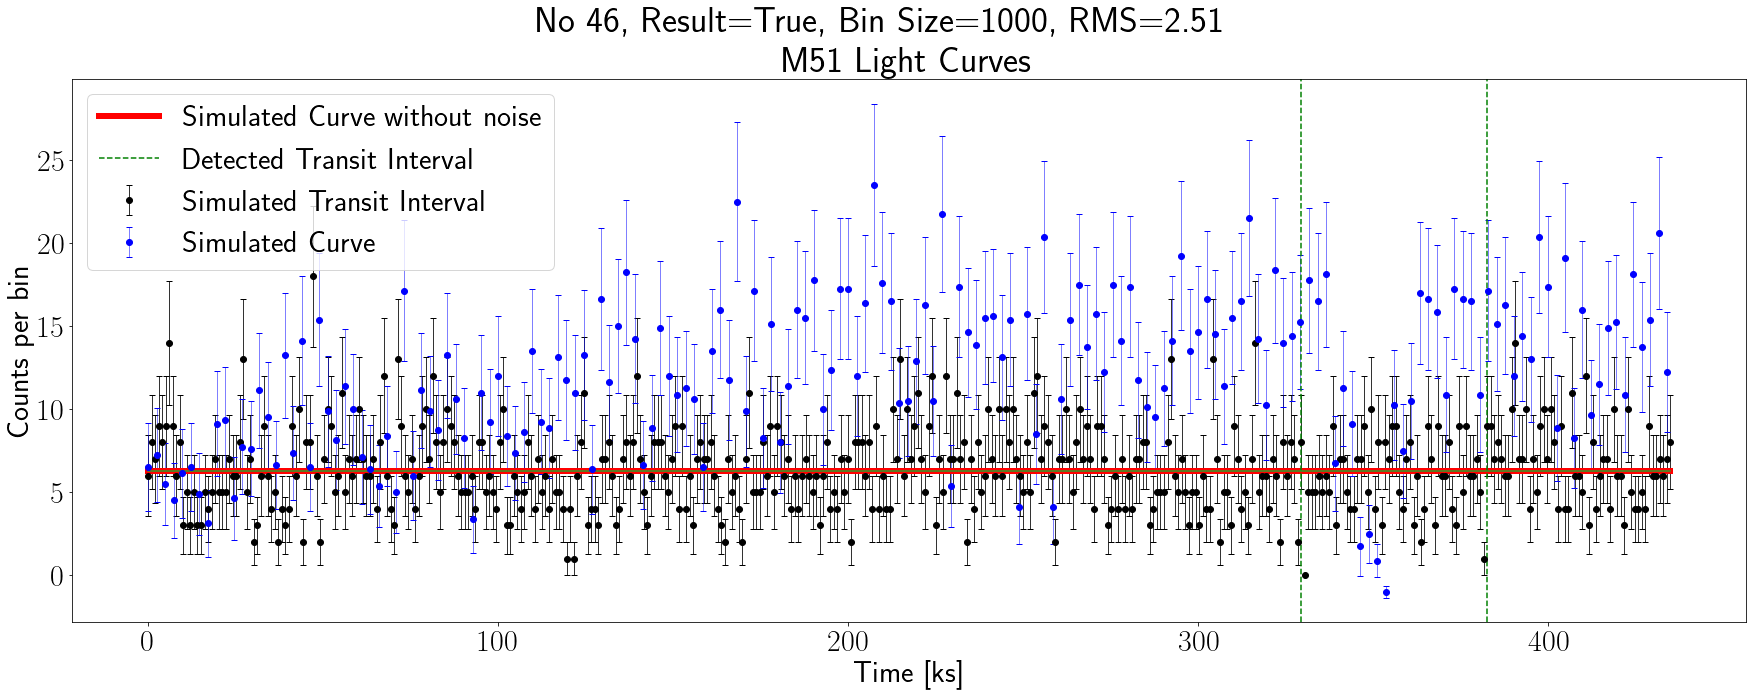 No 46, Result=True, Bin Size=1000, RMS=2.51
M51 Light Curves
Simulated Curve without noise
Detected Transit Interval
Simulated Transit Interval
Simulated Curve
Counts per bin
25
20
15
10
5
0
0 100 200 300 400
Time [ks]